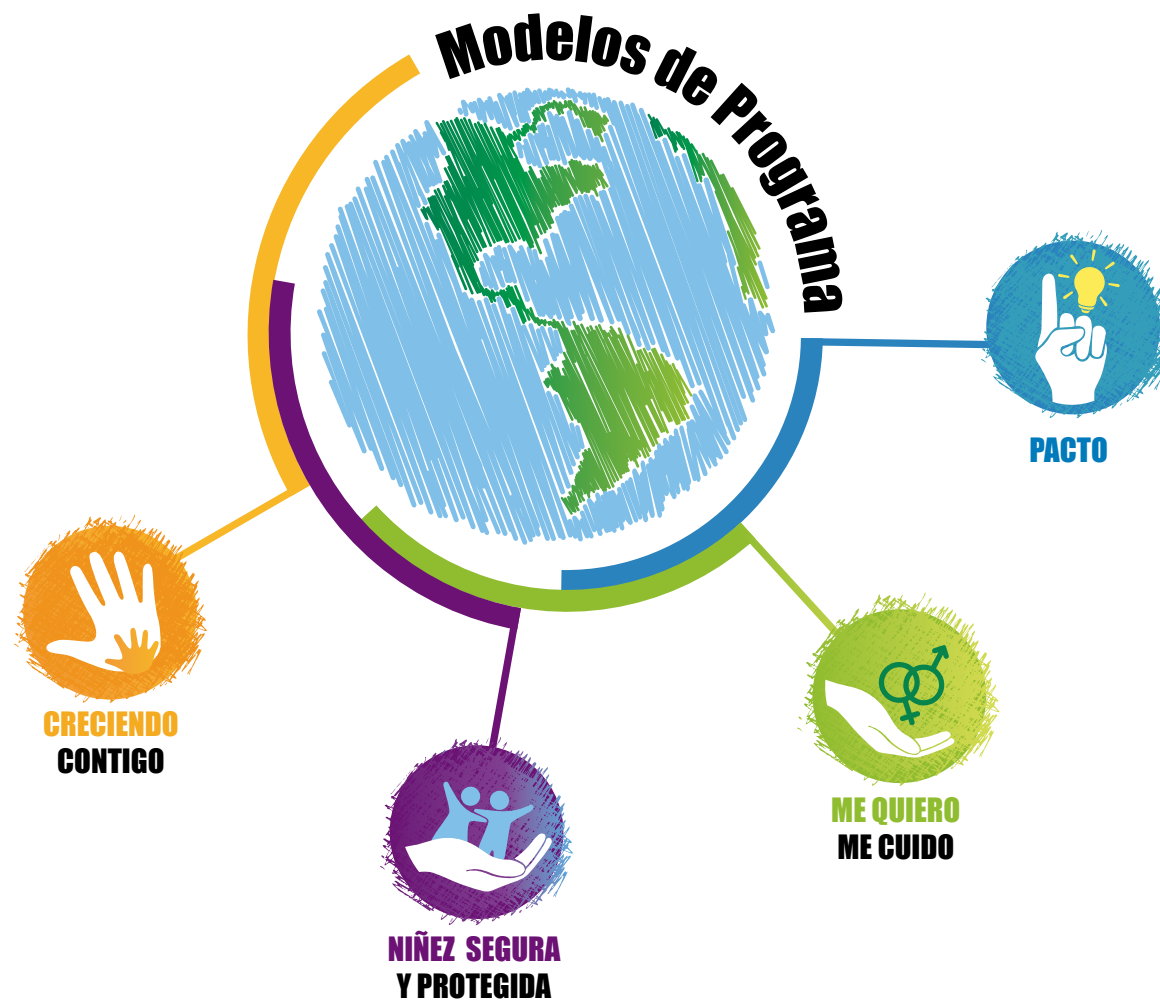 Modelos de Programa
PACTO
CRECIENDO
CONTIGO
ME QUIERO
ME CUIDO
NIÑEZ SEGURA
Y PROTEGIDA